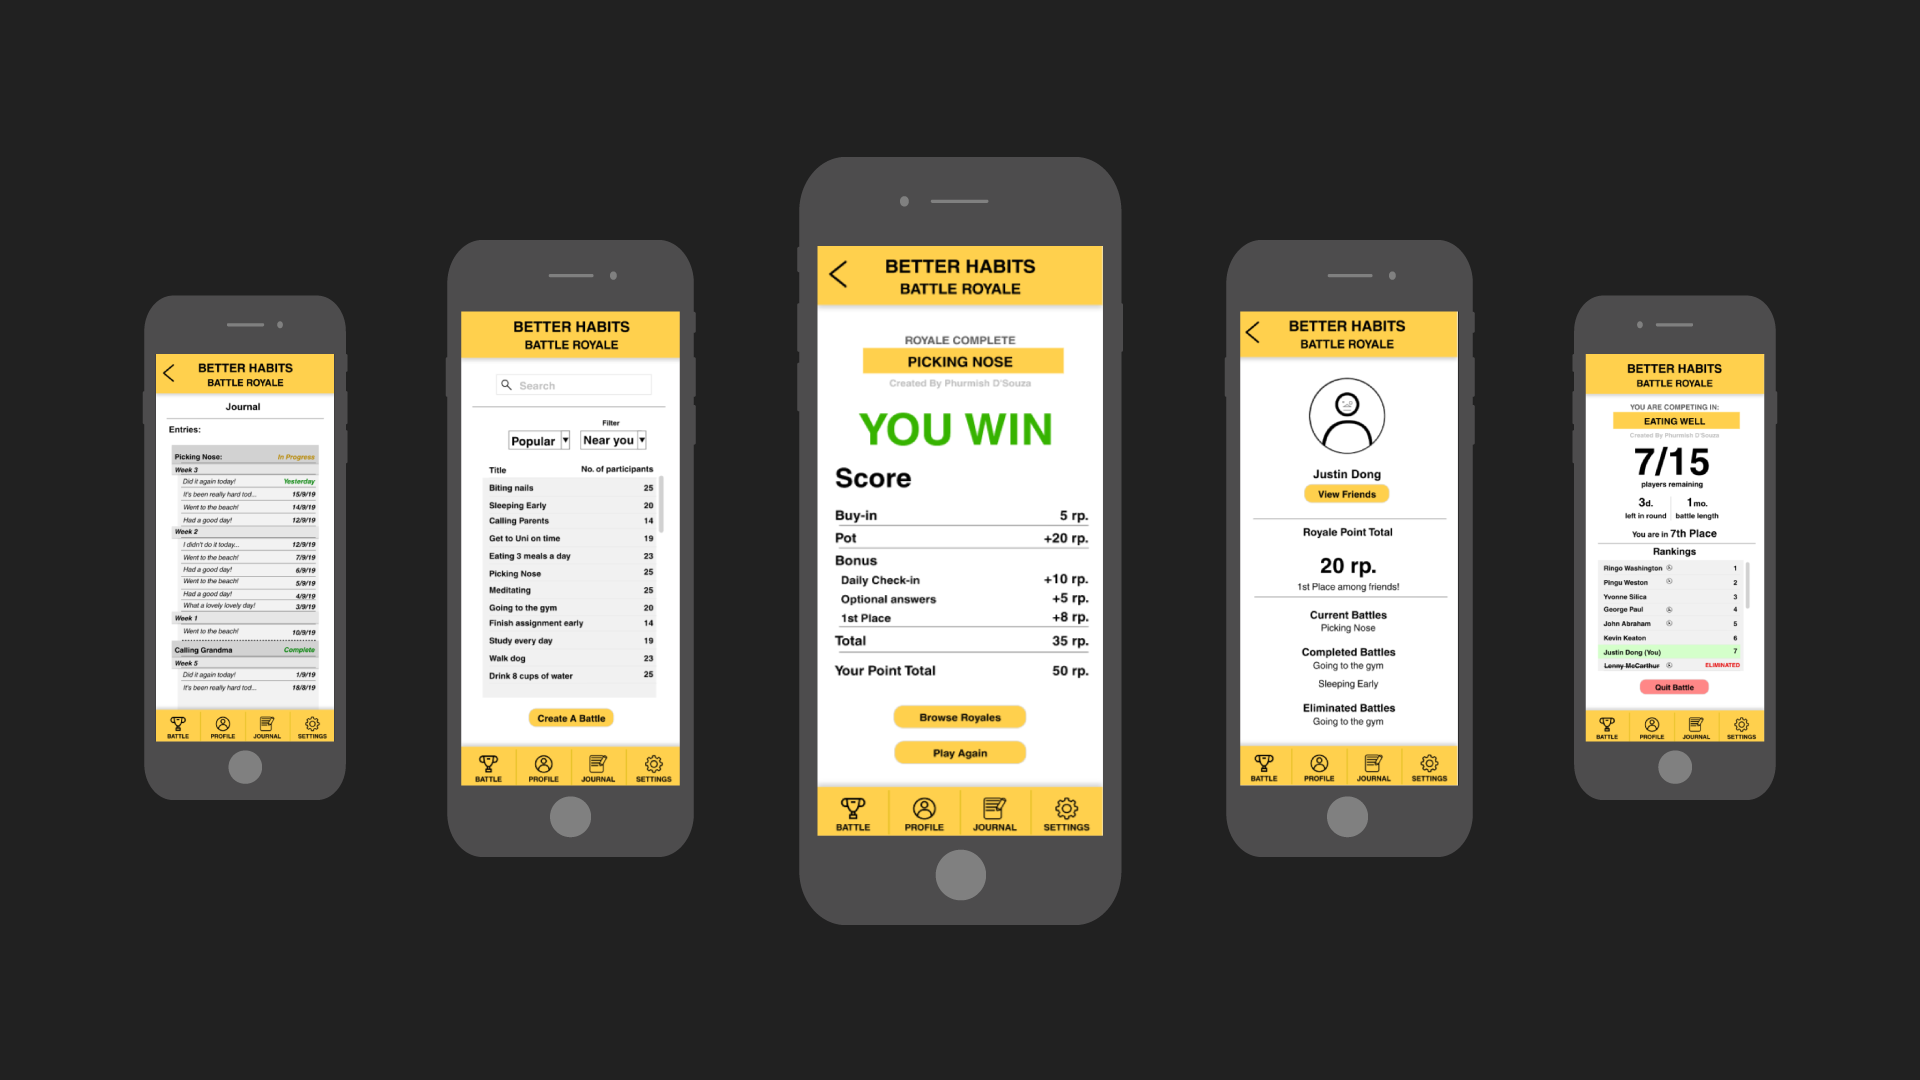 BETTER HABITS
BATTLE ROYALE
Journal
Entries:
Picking Nose: In Progress
Week 3
Did it again today! Yesterday
It's been really hard tod... 15/9/19
Went to the beach! 14/9/19
Had a good day! 12/9/19
Week 2
I didn't do it today... 12/9/19
Went to the beach! 7/9/19
Had a good day! 6/9/19
Went to the beach! 5/9/19
Had a good day! 4/9/19
What a lovely lovely day! 3/9/19
Week 1
Went to the beach! 10/9/19
Calling Grandma Complete
Week 5
Did it again today! 1/9/19
It's been really hard tod... 18/8/19
BATTLE PROFILE JOURNAL SETTINGS
BETTER HABITS
BATTLE ROYALE
Search
Filter
Popular Near you
Title No. of participants
Biting nails 25
Sleeping Early 20
Calling Parents 14
Get to Uni on time 19
Eating 3 meals a day 23
Picking Nose 25
Meditating 25
Going to the gym 20
Finish assignment early 14
Study every day 19
Walk dog 23
Drink 8 cups of water 25
Create A Battle
BATTLE PROFILE JOURNAL SETTINGS
BETTER HABITS
BATTLE ROYALE
ROYALE COMPLETE
PICKING NOSE
Created By Phurmish D'Souza
YOU WIN
Score
Buy-in 5 rp.
Pot +20 rp.
Bonus
Daily Check-in +10 rp.
Optional answers +5 rp.
1st Place +8 rp.
Total 35 rp.
Your Point Total 50 rp.
Browse Royales
Play Again
BATTLE PROFILE JOURNAL SETTINGS
BETTER HABITS
BATTLE ROYALE
Justin Dong
View Friends
Royale Point Total
20 rp.
1st Place among friends!
Current Battles
Picking Nose
Completed Battles
Going to the gym
Sleeping Early
Eliminated Battles
Going to the gym
BATTLE PROFILE JOURNAL SETTINGS
BETTER HABITS
BATTLE ROYALE
YOU ARE COMPETING IN:
EATING WELL
Created By Phurmish D'Souza
7/15
players remaining
3d. 1mo.
left in round battle length
You are in 7th Place
Rankings
Ringo Washington 1
Pingu Weston 2
Yvonne Silica 3
George Paul 4
John Abraham 5
Kevin Keaton 6
Justin Dong (You) 7
Lenny McCarthur ELIMINATED
Quit Battle
BATTLE PROFILE JOURNAL SETTINGS